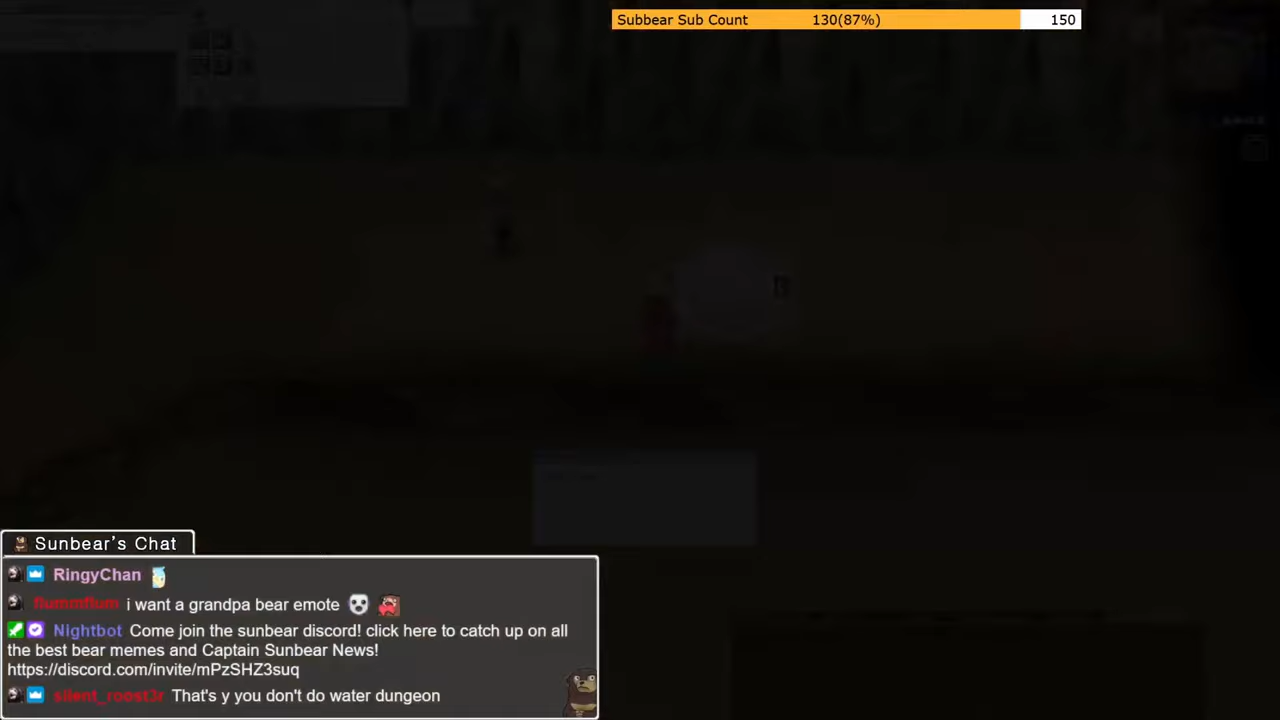 Subbear Sub Count 130(87%) 150
Sunbear's Chat
RingyChan
flummflum i want a grandpa bear emote
Nightbot Come join the sunbear discord! click here to catch up on all
the best bear memes and Captain Sunbear News!
https://discord.com/invite/mPzSHZ3suq
silent_roost3r That's y you don't do water dungeon